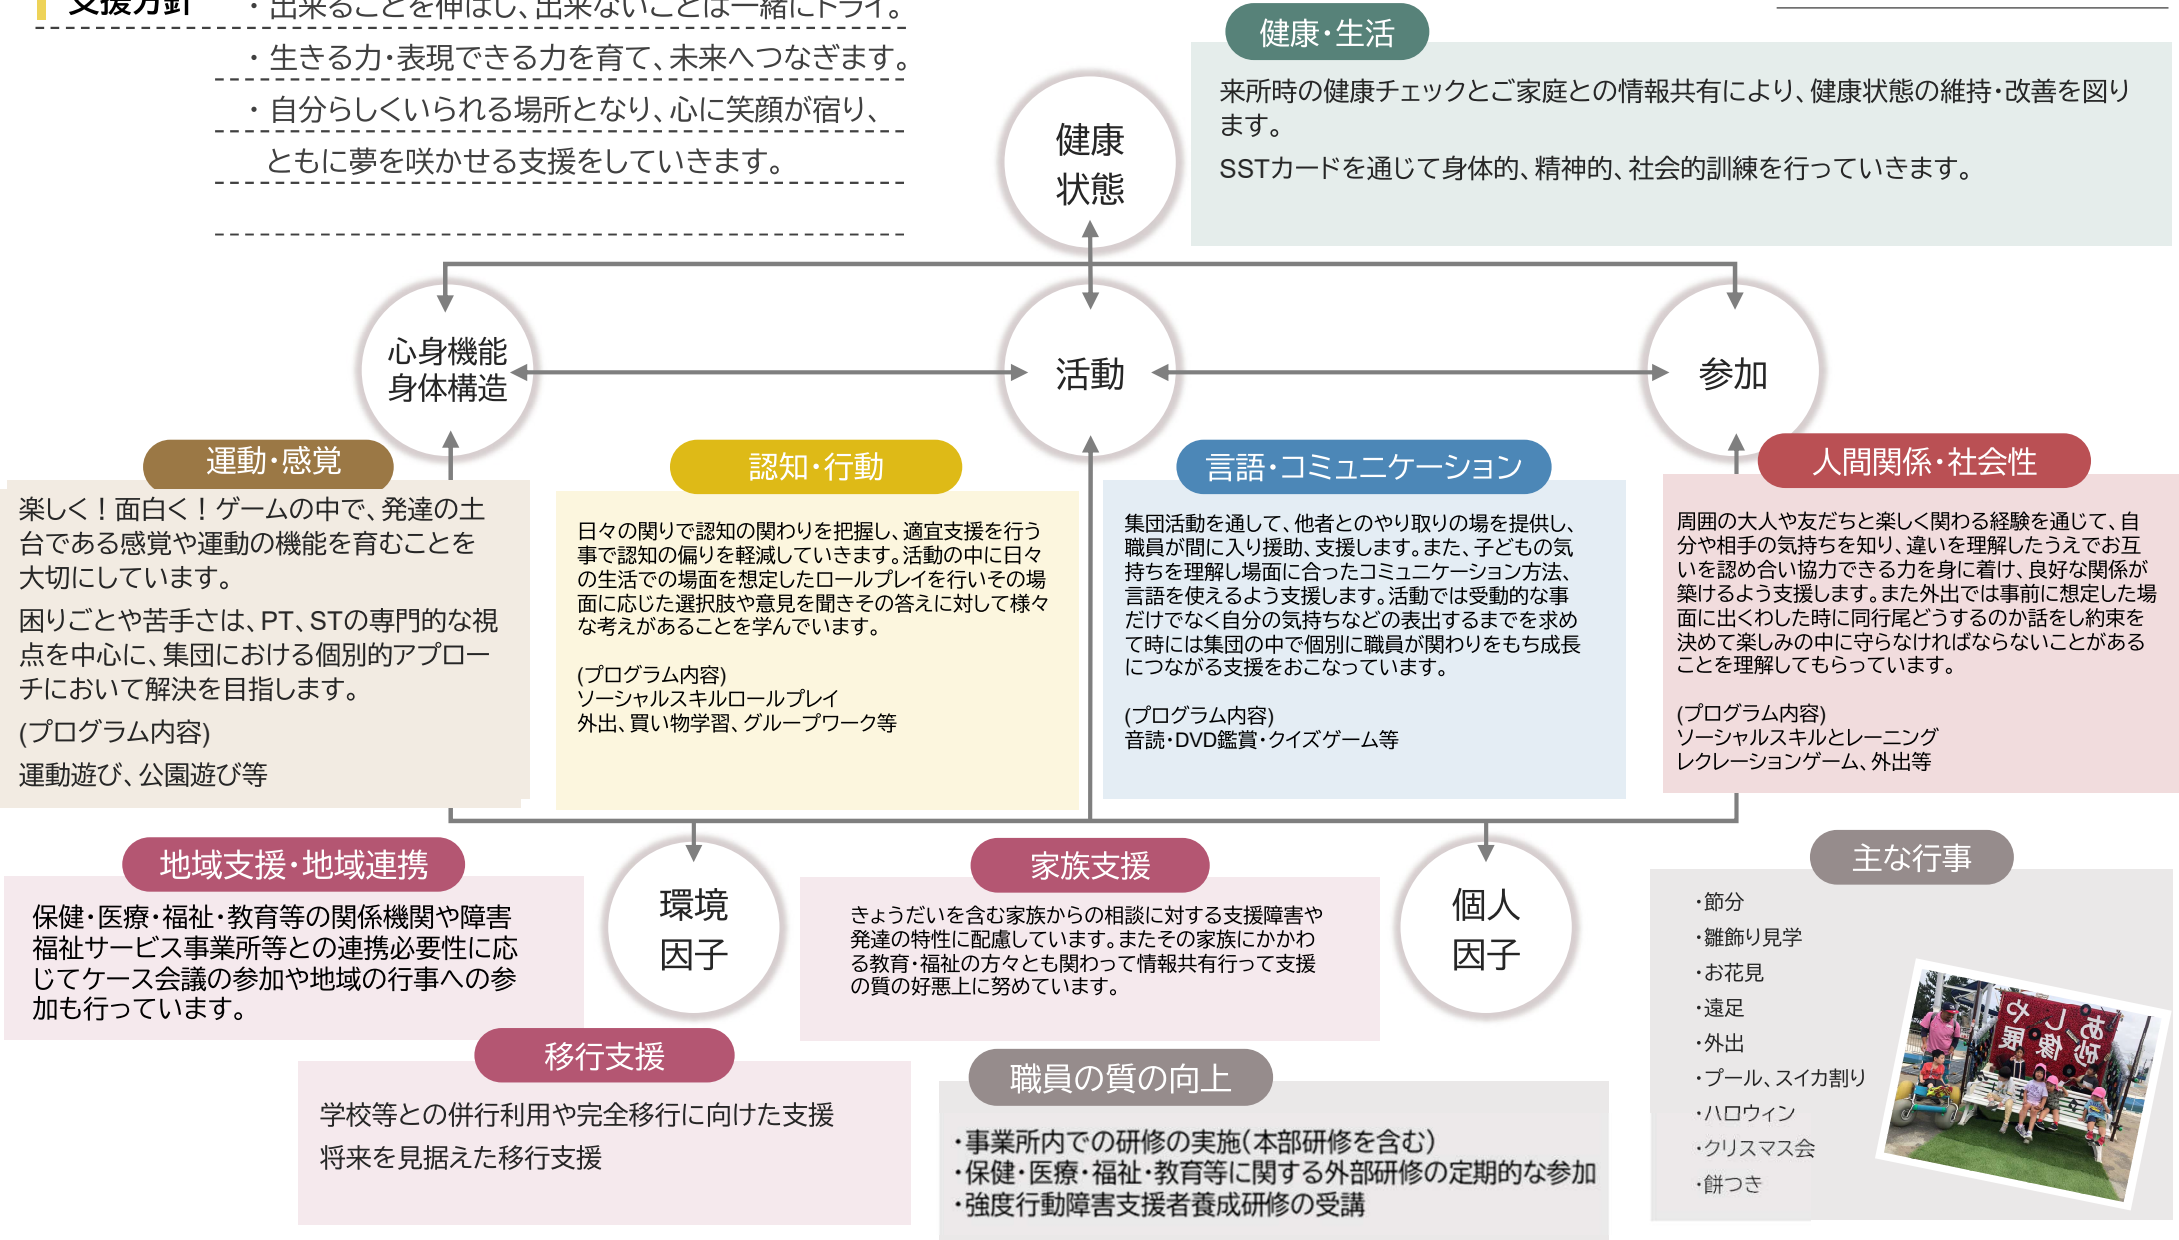 支援方針
・出来ることを伸ばし、出来ないことは一緒にトライ。
・生きる力・表現できる力を育て、未来へつなぎます。
・自分らしくいられる場所となり、心に笑顔が宿り、
ともに夢を咲かせる支援をしていきます。
健康・生活
来所時の健康チェックとご家庭との情報共有により、健康状態の維持・改善を図り
ます。
SSTカードを通じて身体的、精神的、社会的訓練を行っていきます。
健康
状態
心身機能
身体構造
活動
参加
運動・感覚
楽しく！面白く！ゲームの中で、発達の土
台である感覚や運動の機能を育むことを
大切にしています。
困りごとや苦手さは、PT、STの専門的な視
点を中心に、集団における個別的アプロー
チにおいて解決を目指します。
(プログラム内容)
運動遊び、公園遊び等
認知・行動
日々の関りで認知の関わりを把握し、適宜支援を行う
事で認知の偏りを軽減していきます。活動の中に日々
の生活での場面を想定したロールプレイを行いその場
面に応じた選択肢や意見を聞きその答えに対して様々
な考えがあることを学んでいます。
(プログラム内容)
ソーシャルスキルロールプレイ
外出、買い物学習、グループワーク等
言語・コミュニケーション
集団活動を通して、他者とのやり取りの場を提供し、
職員が間に入り援助、支援します。また、子どもの気
持ちを理解し場面に合ったコミュニケーション方法、
言語を使えるよう支援します。活動では受動的な事
だけでなく自分の気持ちなどの表出するまでを求め
て時には集団の中で個別に職員が関わりをもち成長
につながる支援をおこなっています。
(プログラム内容)
音読・DVD鑑賞・クイズゲーム等
人間関係・社会性
周囲の大人や友だちと楽しく関わる経験を通じて、自
分や相手の気持ちを知り、違いを理解したうえでお互
いを認め合い協力できる力を身に着け、良好な関係が
築けるよう支援します。また外出では事前に想定した場
面に出くわした時に同行尾どうするのか話をし約束を
決めて楽しみの中に守らなければならないことがある
ことを理解してもらっています。
(プログラム内容)
ソーシャルスキルとレーニング
レクレーションゲーム、外出等
地域支援・地域連携
保健・医療・福祉・教育等の関係機関や障害
福祉サービス事業所等との連携必要性に応
じてケース会議の参加や地域の行事への参
加も行っています。
環境
因子
家族支援
きょうだいを含む家族からの相談に対する支援障害や
発達の特性に配慮しています。またその家族にかかわ
る教育・福祉の方々とも関わって情報共有行って支援
の質の好悪上に努めています。
個人
因子
主な行事
・節分
・雛飾り見学
・お花見
・遠足
・外出
・プール、スイカ割り
・ハロウィン
・クリスマス会
・餅つき
あしや
砂像展
移行支援
学校等との併行利用や完全移行に向けた支援
将来を見据えた移行支援
職員の質の向上
・事業所内での研修の実施（本部研修を含む）
・保健・医療・福祉・教育等に関する外部研修の定期的な参加
・強度行動障害支援者養成研修の受講